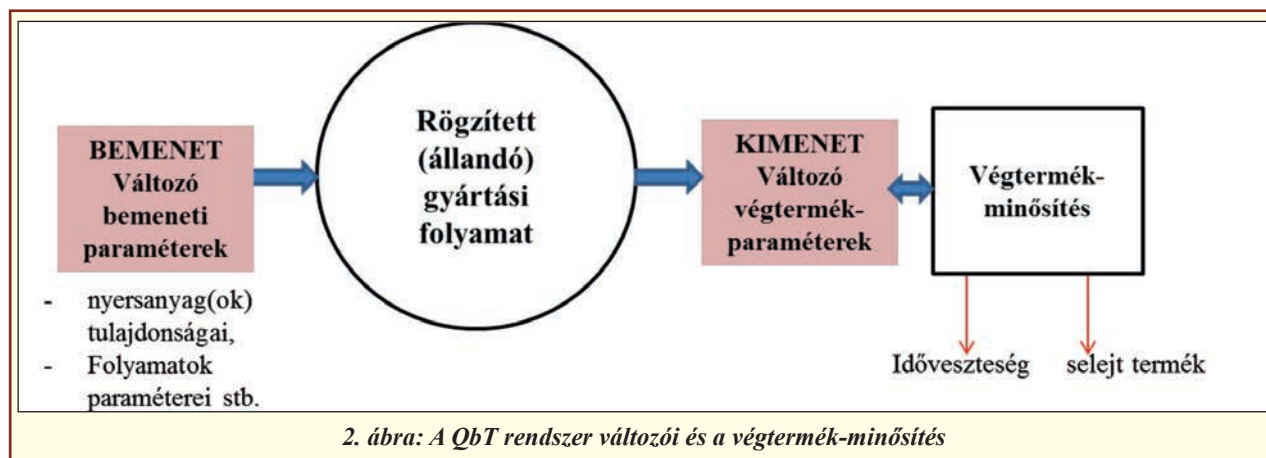 BEMENET
Változó
bemeneti
paraméterek
- nyersanyag(ok)
tulajdonságai,
- Folyamatok
paraméterei stb.
Rögzített
(állandó)
gyártási
folyamat
KIMENET
Változó
végtermék-
paraméterek
Végtermék-
minősítés
Időveszteség
selejt termék
2. ábra: A QbT rendszer változói és a végtermék-minősítés